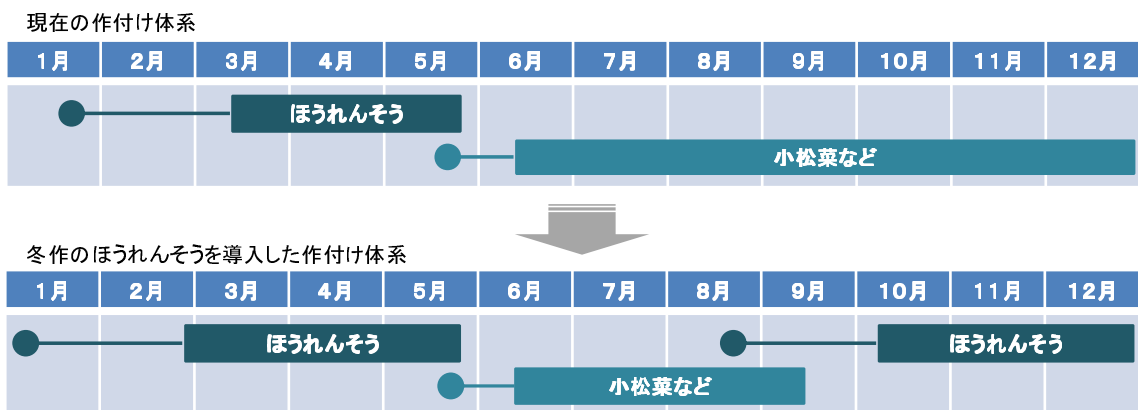 現在の作付け体系
1月 2月 3月 4月 5月 6月 7月 8月 9月 10月 11月 12月
ほうれんそう
小松菜など
冬作のほうれんそうを導入した作付け体系
1月 2月 3月 4月 5月 6月 7月 8月 9月 10月 11月 12月
ほうれんそう ほうれんそう
小松菜など